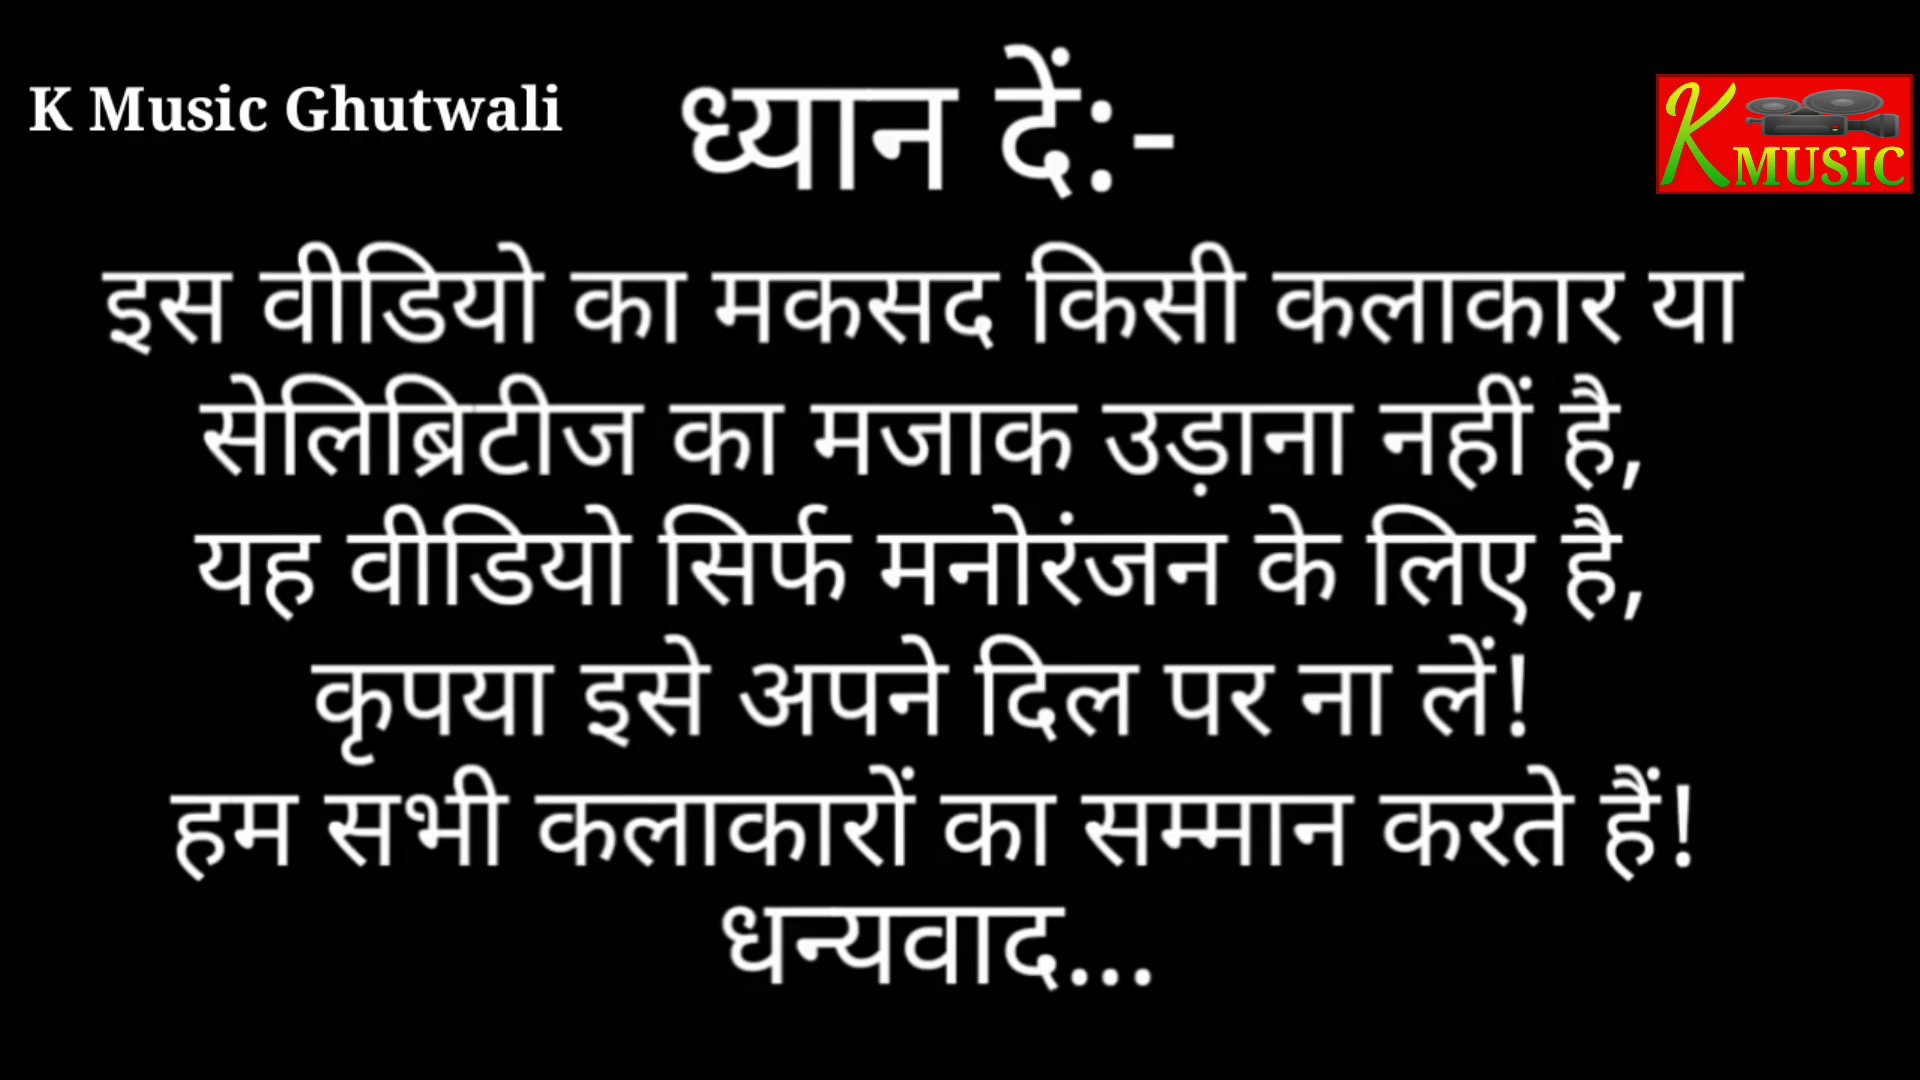 K Music Ghutwali
ध्यान दें:-
K MUSIC
इस वीडियो का मकसद किसी कलाकार या
सेलिब्रिटीज का मजाक उड़ाना नहीं है,
यह वीडियो सिर्फ मनोरंजन के लिए है,
कृपया इसे अपने दिल पर ना लें!
हम सभी कलाकारों का सम्मान करते हैं!
धन्यवाद...